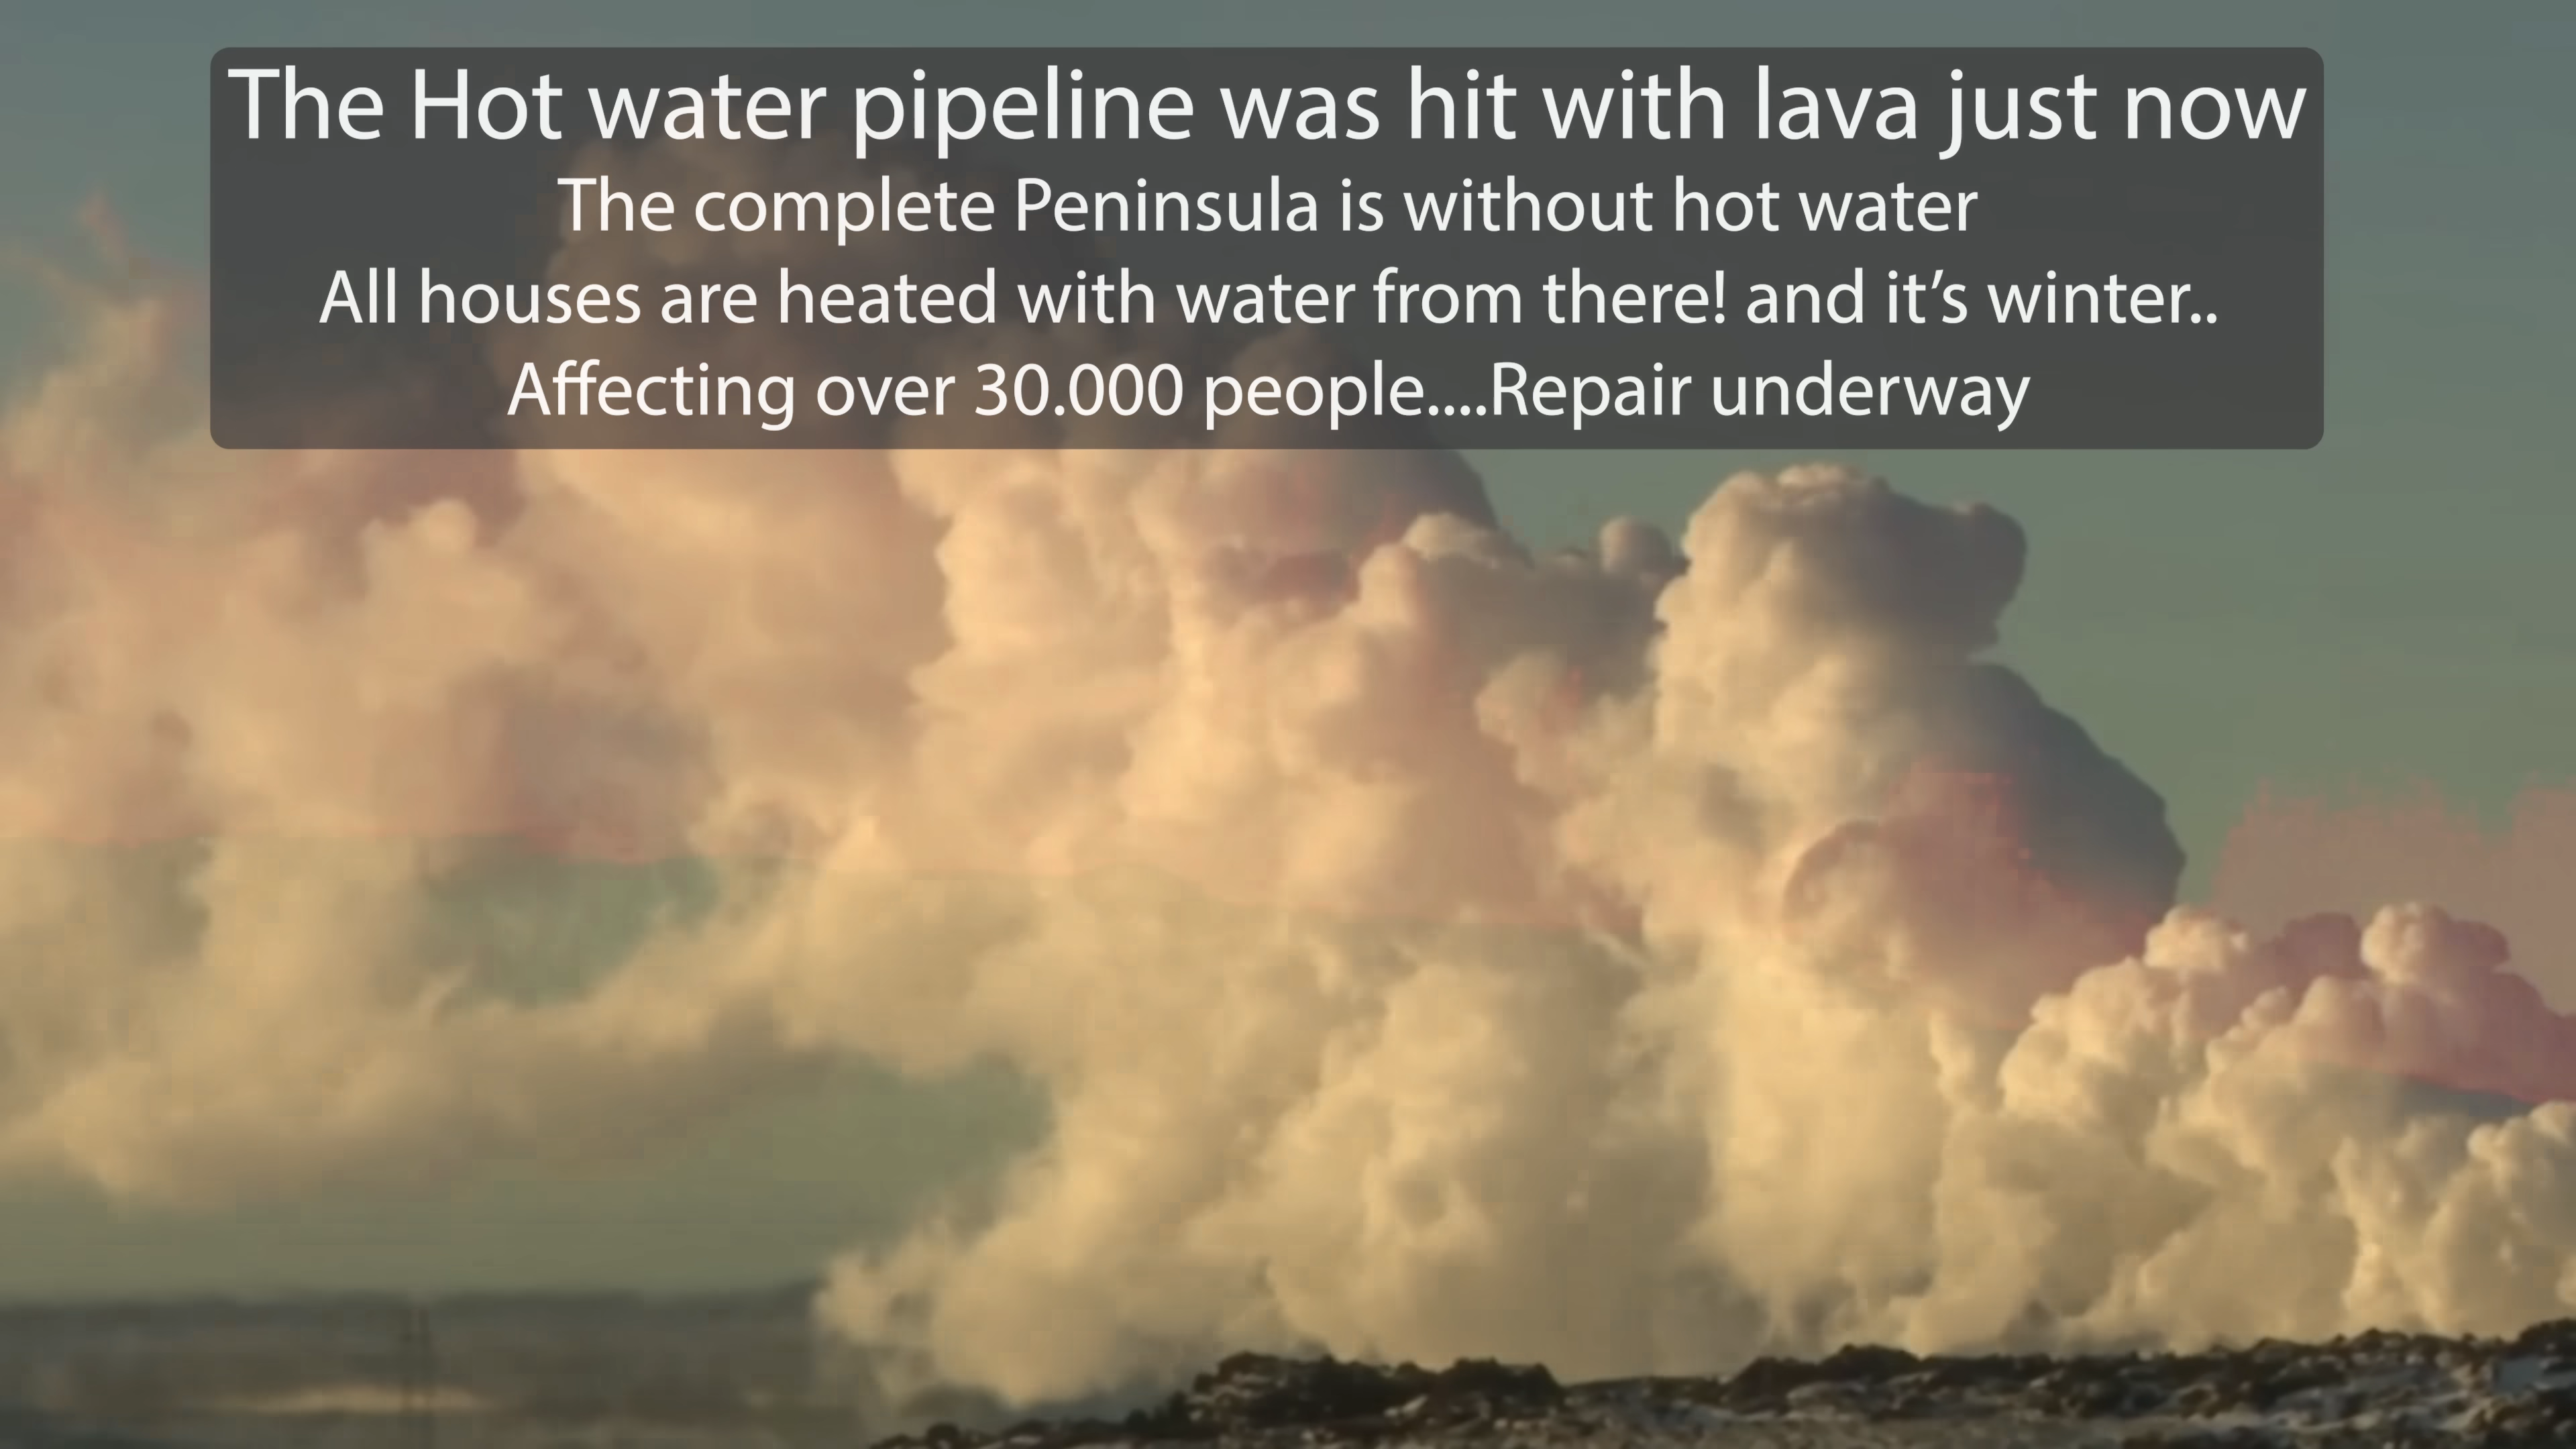 The Hot water pipeline was hit with lava just now
The complete Peninsula is without hot water
All houses are heated with water from there! and it’s winter..
Affecting over 30.000 people....Repair underway